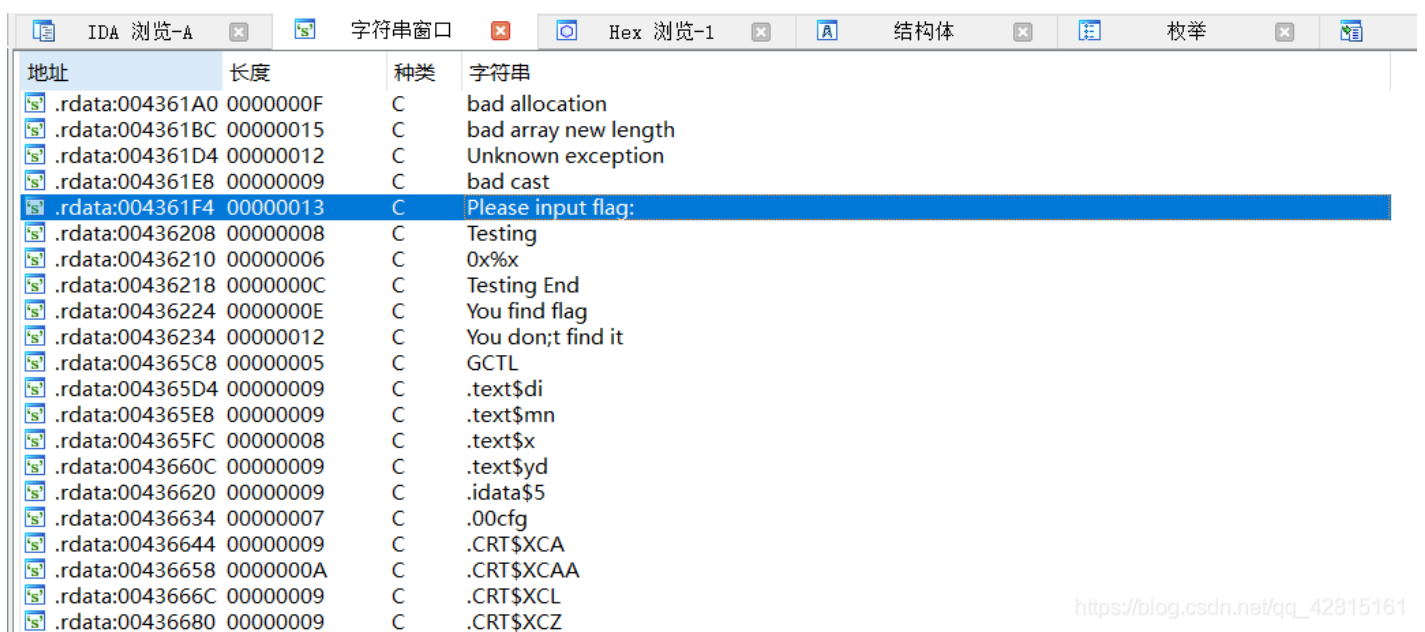 IDA 浏览-A 字符串窗口 Hex 浏览-1 结构体 枚举
地址 长度 种类 字符串
's' .rdata:004361A0 0000000F C bad allocation
's' .rdata:004361BC 00000015 C bad array new length
's' .rdata:004361D4 00000012 C Unknown exception
's' .rdata:004361E8 00000009 C bad cast
's' .rdata:004361F4 00000013 C Please input flag:
's' .rdata:00436208 00000008 C Testing
's' .rdata:00436210 00000006 C 0x%x
's' .rdata:00436218 0000000C C Testing End
's' .rdata:00436224 0000000E C You find flag
's' .rdata:00436234 00000012 C You don;t find it
's' .rdata:004365C8 00000005 C GCTL
's' .rdata:004365D4 00000009 C .text$di
's' .rdata:004365E8 00000009 C .text$mn
's' .rdata:004365FC 00000008 C .text$x
's' .rdata:0043660C 00000009 C .text$yd
's' .rdata:00436620 00000009 C .idata$5
's' .rdata:00436634 00000007 C .00cfg
's' .rdata:00436644 00000009 C .CRT$XCA
's' .rdata:00436658 0000000A C .CRT$XCAA
's' .rdata:0043666C 00000009 C .CRT$XCL
's' .rdata:00436680 00000009 C .CRT$XCZ
https://blog.csdn.net/qq_42815161